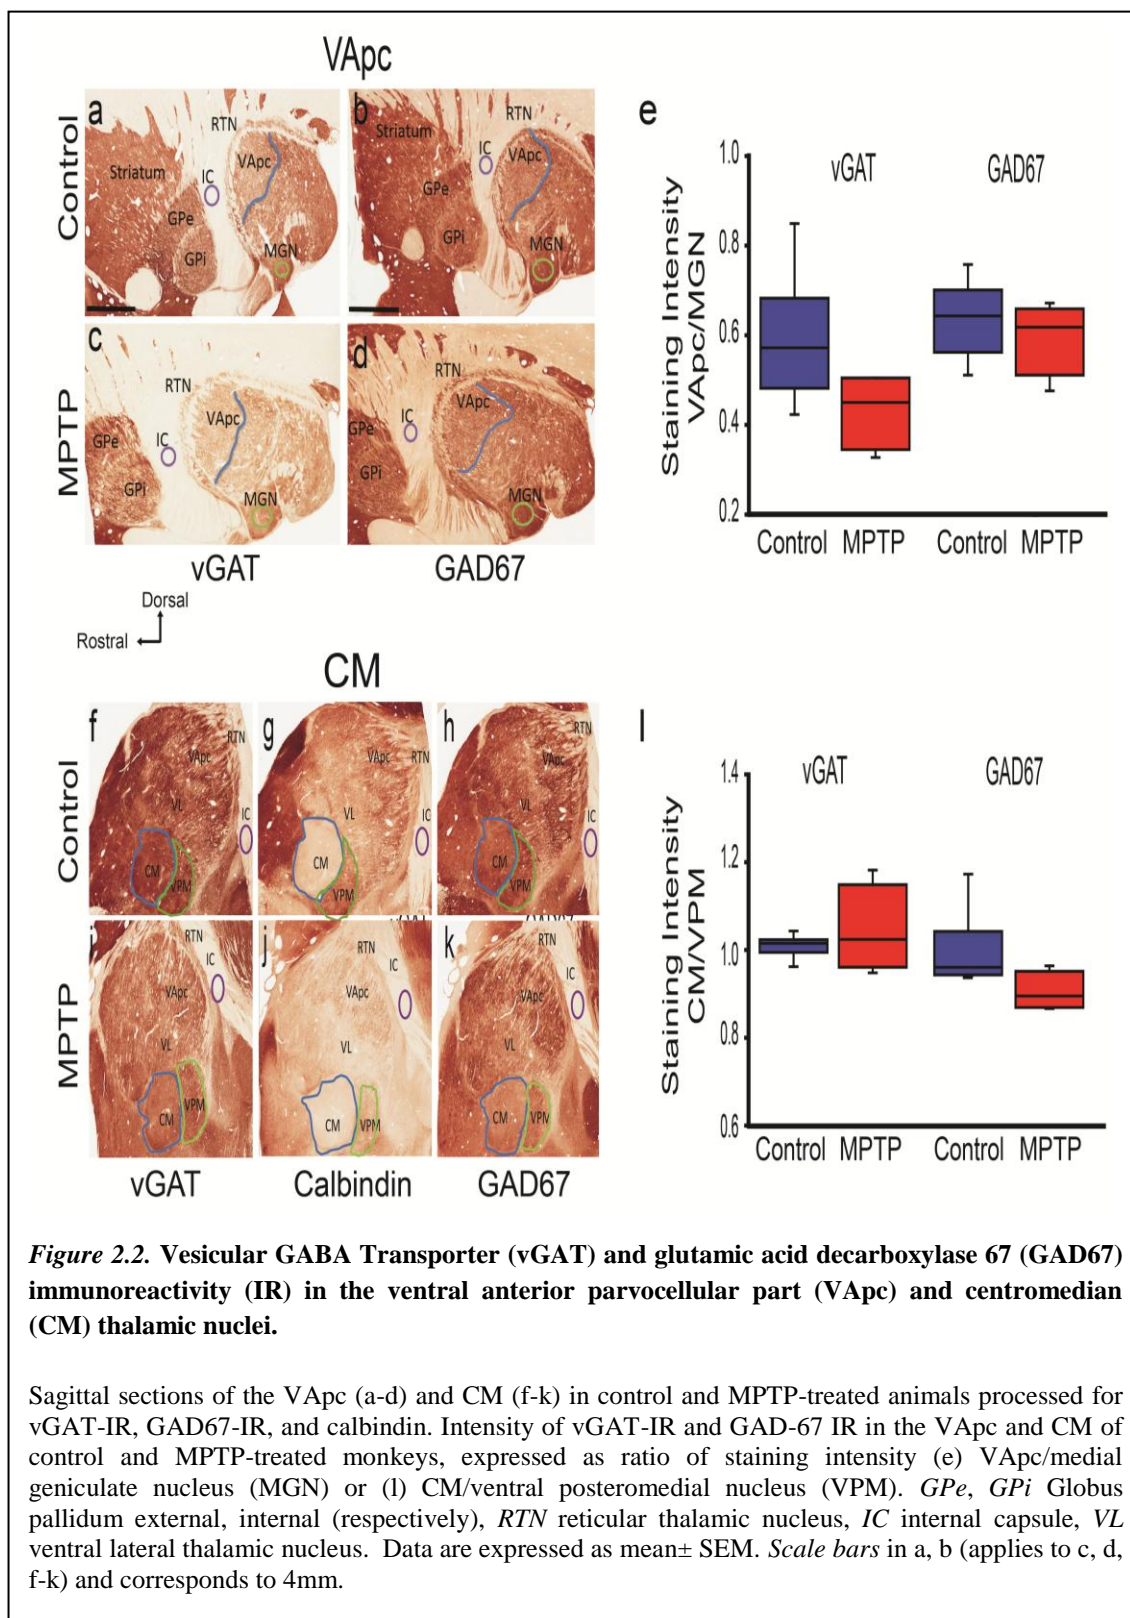 VApc
Control
a
RTN
Striatum
IC
VApc
GPe
GPi
MGN
b
RTN
Striatum
IC
VApc
GPe
GPi
MGN
MPTP
c
RTN
VApc
GPe
IC
GPi
MGN
d
RTN
VApc
GPe
IC
GPi
MGN
vGAT
GAD67
Dorsal
Rostral
e
Staining Intensity
VApc/MGN
1.0
0.8
0.6
0.4
0.2
vGAT
GAD67
Control MPTP Control MPTP
CM
Control
f
RTN
VApc
VL
IC
CM
VPM
g
VApc
RTN
VL
IC
CM
VPM
h
RTN
VApc
VL
IC
CM
VPM
MPTP
i
RTN
IC
VApc
VL
CM
VPM
j
RTN
IC
VApc
VL
CM
VPM
k
RTN
IC
VApc
VL
CM
VPM
vGAT
Calbindin
GAD67
l
Staining Intensity
CM/VPM
1.4
1.2
1.0
0.8
0.6
vGAT
GAD67
Control MPTP Control MPTP
Figure 2.2. Vesicular GABA Transporter (vGAT) and glutamic acid decarboxylase 67 (GAD67)
immunoreactivity (IR) in the ventral anterior parvocellular part (VApc) and centromedian
(CM) thalamic nuclei.
Sagittal sections of the VApc (a-d) and CM (f-k) in control and MPTP-treated animals processed for
vGAT-IR, GAD67-IR, and calbindin. Intensity of vGAT-IR and GAD-67 IR in the VApc and CM of
control and MPTP-treated monkeys, expressed as ratio of staining intensity (e) VApc/medial
geniculate nucleus (MGN) or (l) CM/ventral posteromedial nucleus (VPM). GPe, GPi Globus
pallidum external, internal (respectively), RTN reticular thalamic nucleus, IC internal capsule, VL
ventral lateral thalamic nucleus. Data are expressed as mean± SEM. Scale bars in a, b (applies to c, d,
f-k) and corresponds to 4mm.